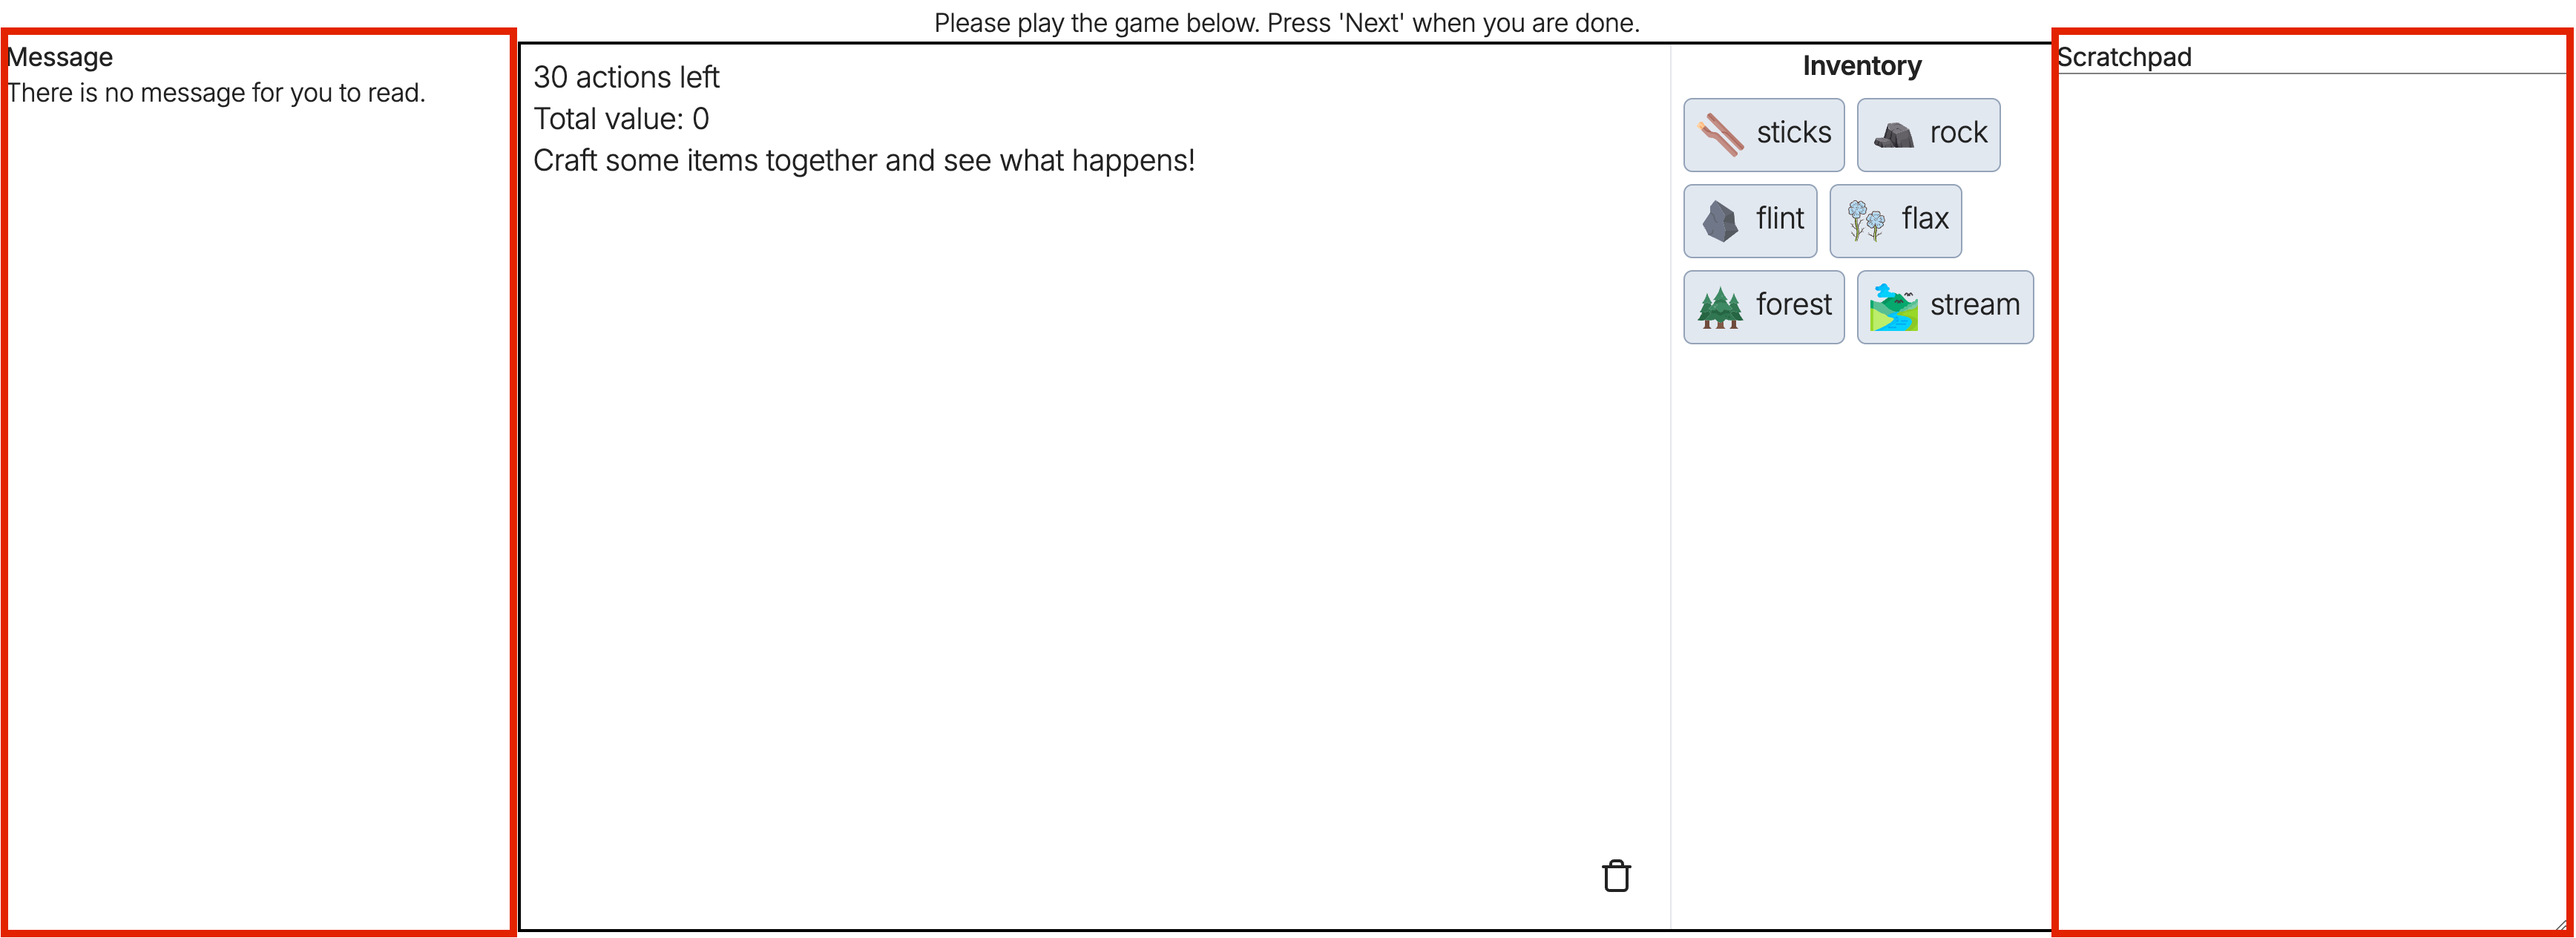 Please play the game below. Press 'Next' when you are done.
Message
There is no message for you to read.
30 actions left
Total value: 0
Craft some items together and see what happens!
Inventory
sticks
rock
flint
flax
forest
stream
Scratchpad